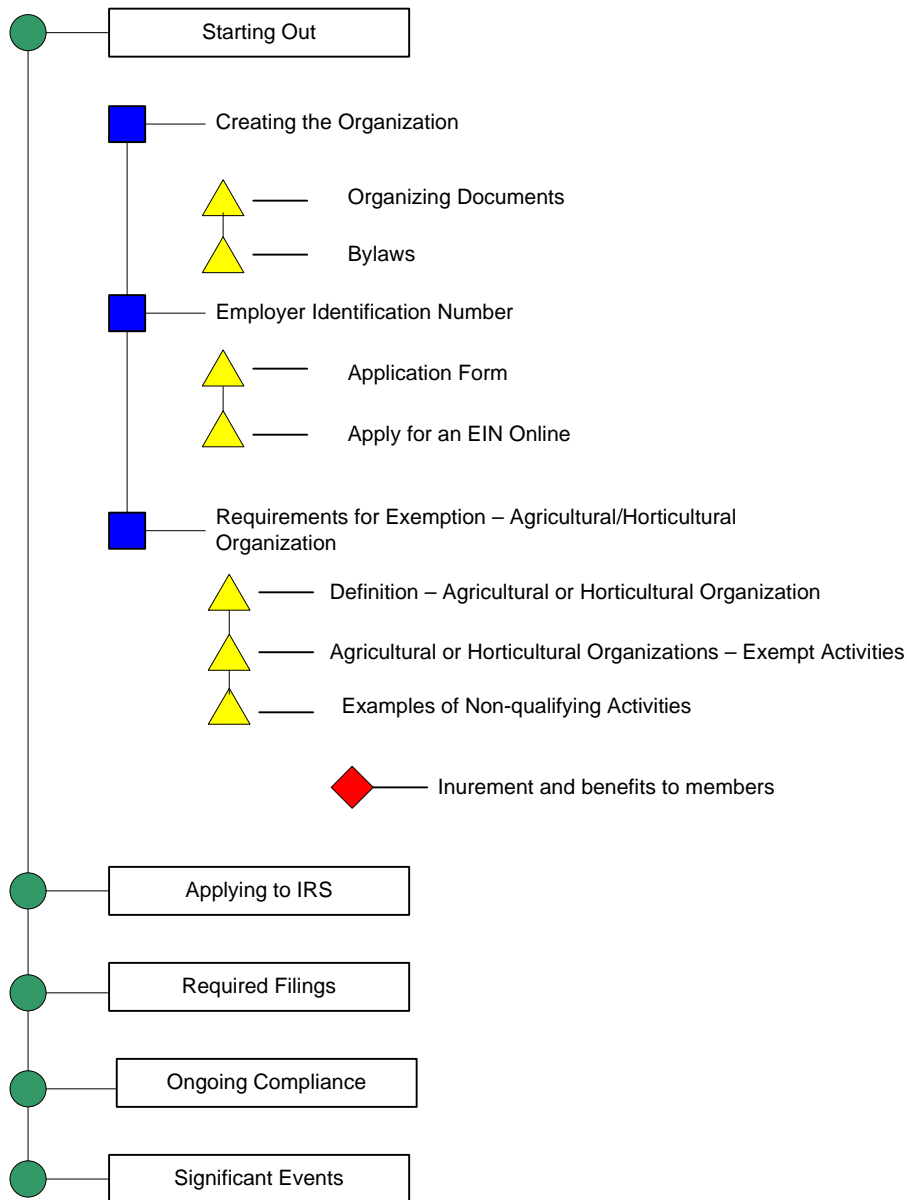 Starting Out
Creating the Organization
Organizing Documents
Bylaws
Employer Identification Number
Application Form
Apply for an EIN Online
Requirements for Exemption – Agricultural/Horticultural
Organization
Definition – Agricultural or Horticultural Organization
Agricultural or Horticultural Organizations – Exempt Activities
Examples of Non-qualifying Activities
Inurement and benefits to members
Applying to IRS
Required Filings
Ongoing Compliance
Significant Events